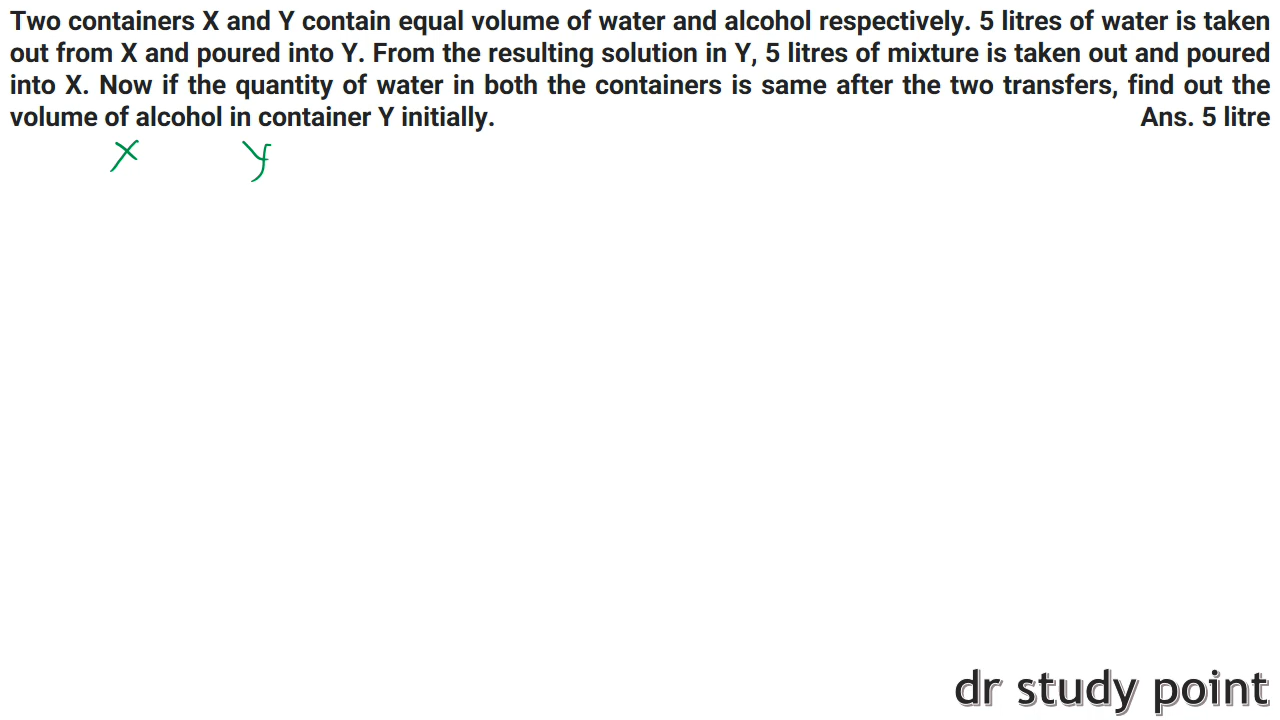 Two containers X and Y contain equal volume of water and alcohol respectively. 5 litres of water is taken
out from X and poured into Y. From the resulting solution in Y, 5 litres of mixture is taken out and poured
into X. Now if the quantity of water in both the containers is same after the two transfers, find out the
volume of alcohol in container Y initially. Ans. 5 litre
X Y
dr study point